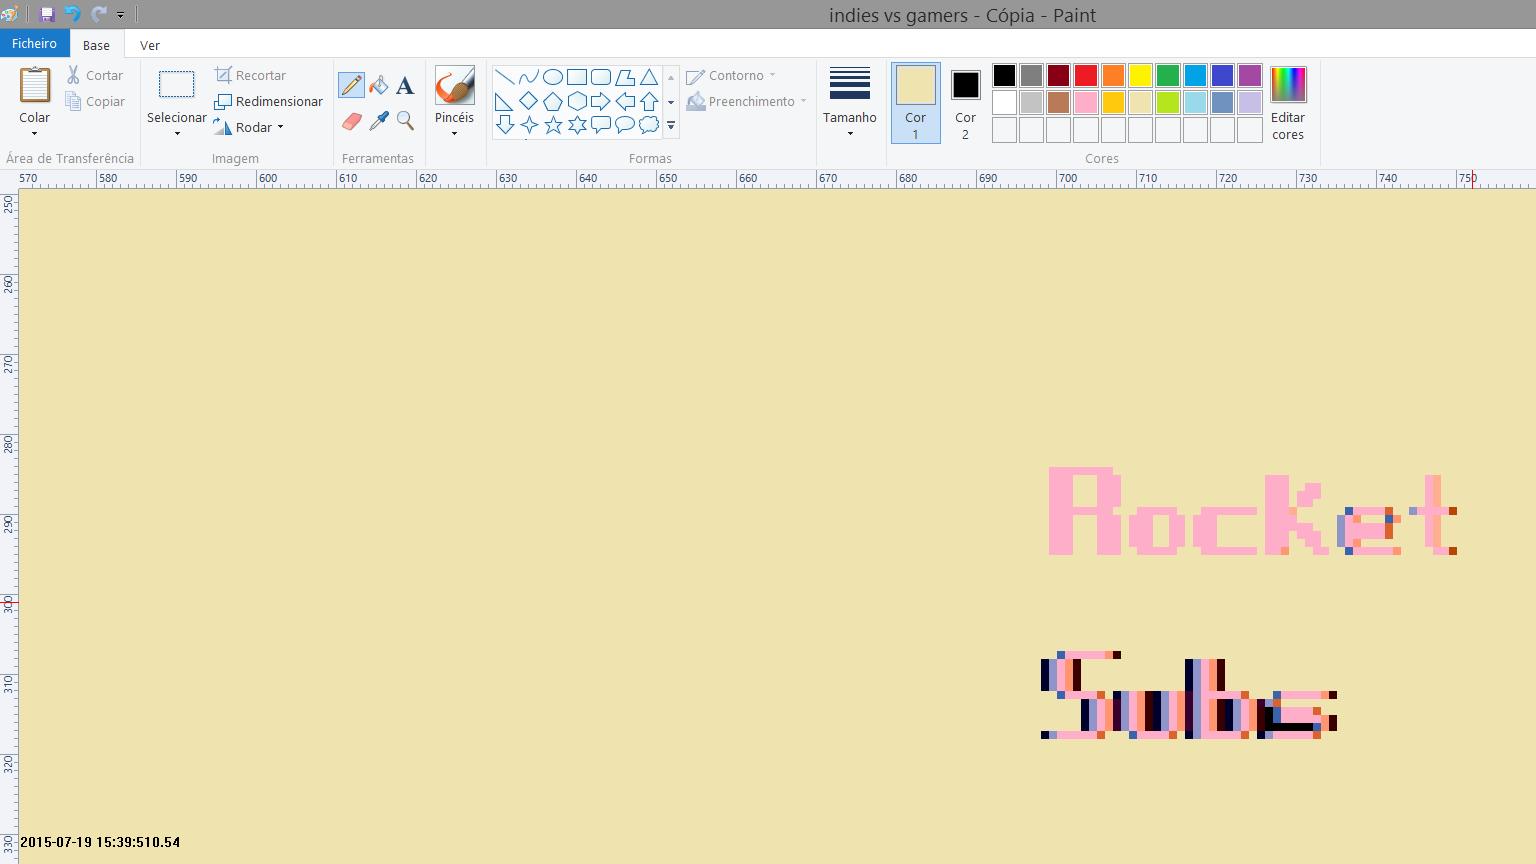 indies vs gamers - Cópia - Paint
Ficheiro Base Ver
Colar
Cortar
Copiar
Área de Transferência
Selecionar
Recortar
Redimensionar
Rodar
Imagem
A
Ferramentas
Pincéis
Contorno
Preenchimento
Formas
Tamanho
Cor
1
Cor
2
Editar
cores
Cores
570 580 590 600 610 620 630 640 650 660 670 680 690 700 710 720 730 740 750
250
260
270
280
290
300
310
320
330
Rocket
Subs
2015-07-19 15:39:510.54